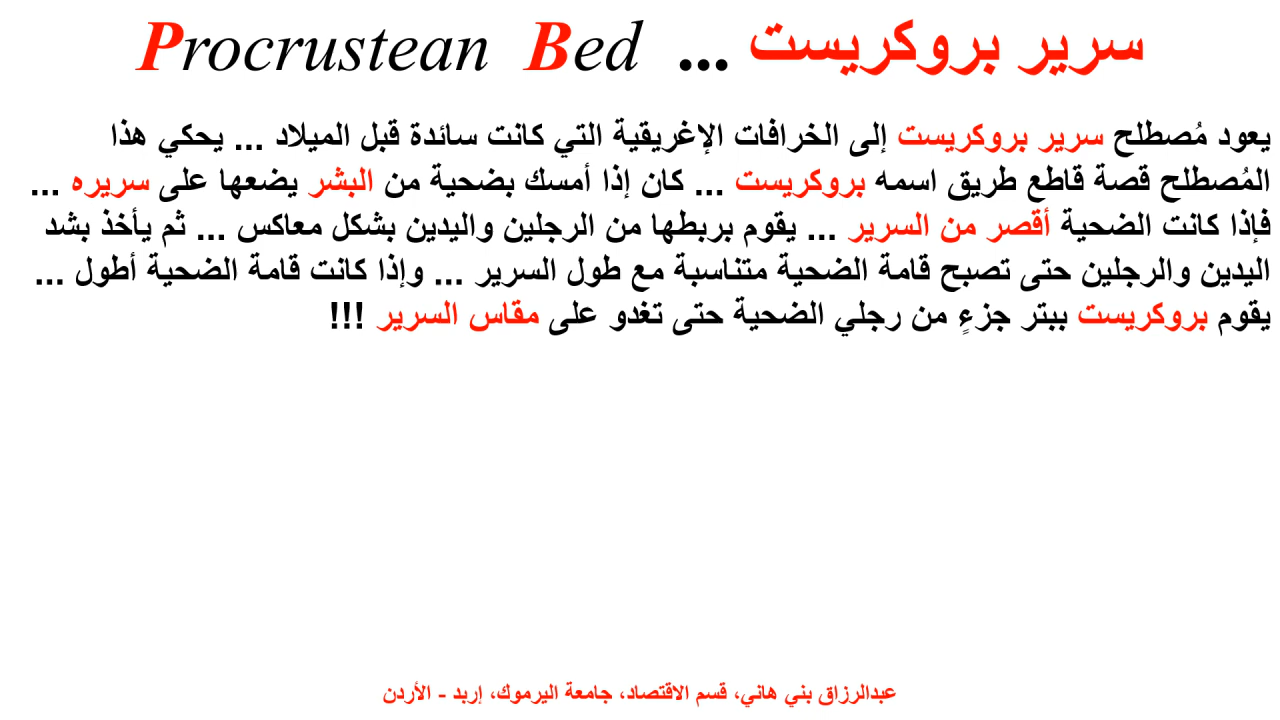 سرير بروكريست ... Procrustean Bed
يعود مُصطلح سرير بروكريست إلى الخرافات الإغريقية التي كانت سائدة قبل الميلاد ... يحكي هذا
المُصطلح قصة قاطع طريق اسمه بروكريست ... كان إذا أمسك بضحية من البشر يضعها على سريره ...
فإذا كانت الضحية أقصر من السرير ... يقوم بربطها من الرجلين واليدين بشكل معاكس ... ثم يأخذ بشد
اليدين والرجلين حتى تصبح قامة الضحية متناسبة مع طول السرير ... وإذا كانت قامة الضحية أطول ...
يقوم بروكريست ببتر جزءٍ من رجلي الضحية حتى تغدو على مقاس السرير !!!
عبدالرزاق بني هاني، قسم الاقتصاد، جامعة اليرموك، إربد - الأردن